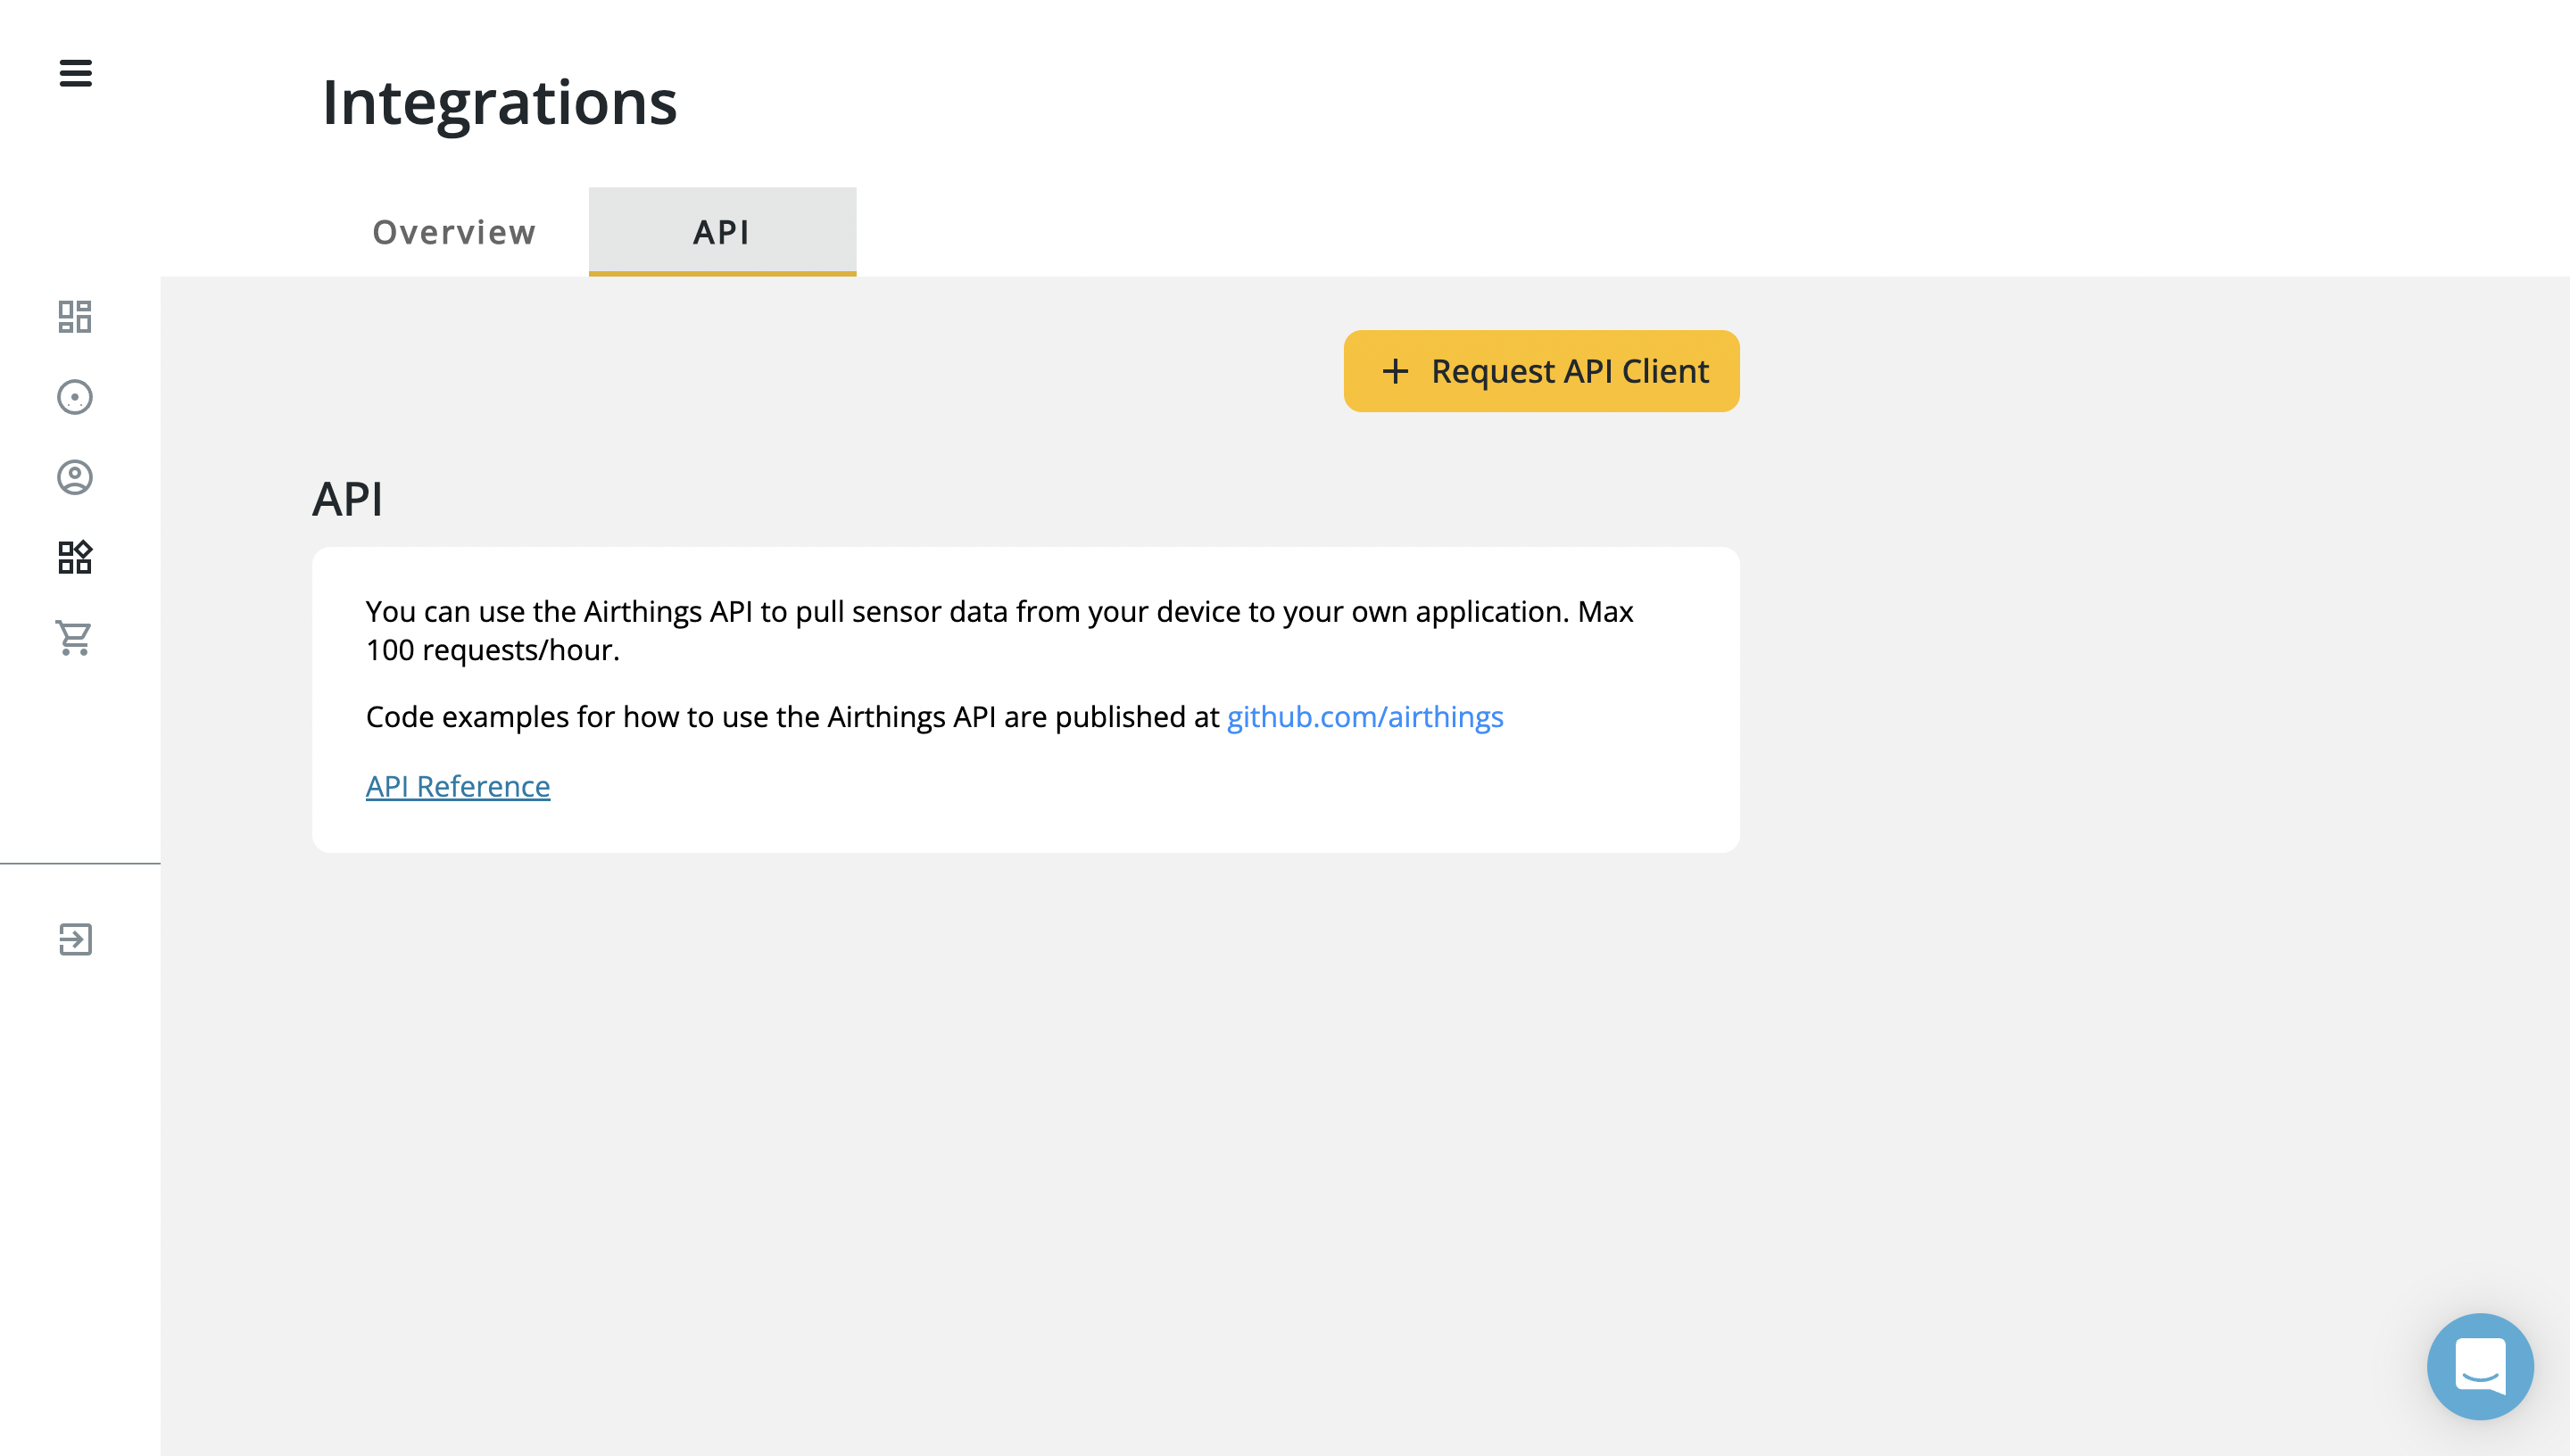 Integrations
Overview
API
Request API Client
API
You can use the Airthings API to pull sensor data from your device to your own application. Max
100 requests/hour.
Code examples for how to use the Airthings API are published at github.com/airthings
API Reference